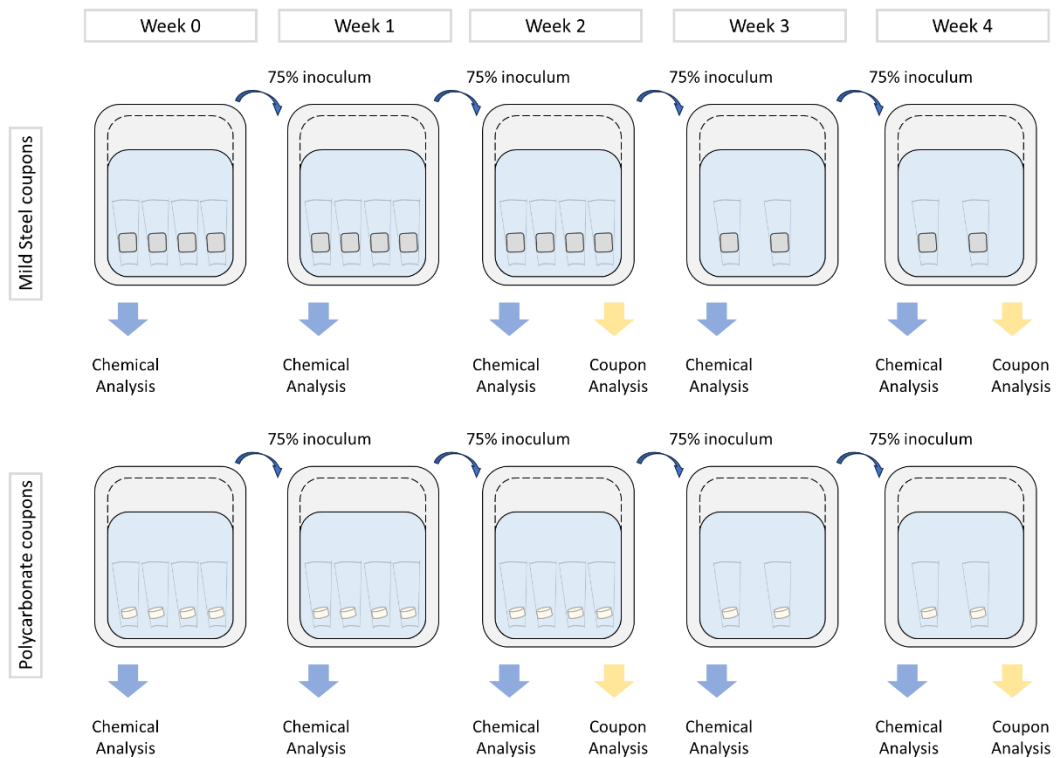 Week 0
Week 1
Week 2
Week 3
Week 4
75% inoculum
75% inoculum
75% inoculum
75% inoculum
Mild Steel coupons
Chemical
Analysis
Chemical
Analysis
Chemical
Analysis
Coupon
Analysis
Chemical
Analysis
Chemical
Analysis
Coupon
Analysis
75% inoculum
75% inoculum
75% inoculum
75% inoculum
Polycarbonate coupons
Chemical
Analysis
Chemical
Analysis
Chemical
Analysis
Coupon
Analysis
Chemical
Analysis
Chemical
Analysis
Coupon
Analysis